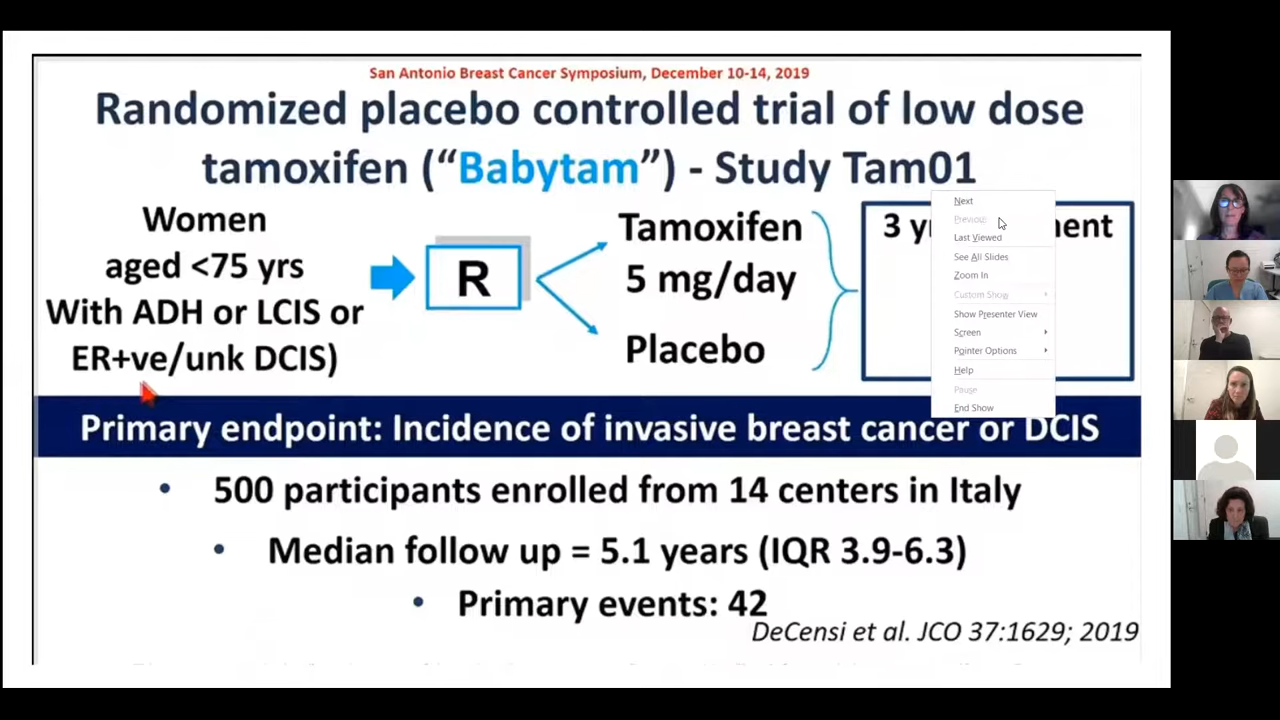 San Antonio Breast Cancer Symposium, December 10-14, 2019
Randomized placebo controlled trial of low dose
tamoxifen (“Babytam”) - Study Tam01
Women
aged <75 yrs
With ADH or LCIS or
ER+ve/unk DCIS)
R
Tamoxifen
5 mg/day
Placebo
3 y
ent
Next
Previous
Last Viewed
See All Slides
Zoom In
Custom Show
Show Presenter View
Screen
Pointer Options
Help
Pause
End Show
Primary endpoint: Incidence of invasive breast cancer or DCIS
• 500 participants enrolled from 14 centers in Italy
• Median follow up = 5.1 years (IQR 3.9-6.3)
• Primary events: 42
DeCensi et al. JCO 37:1629; 2019